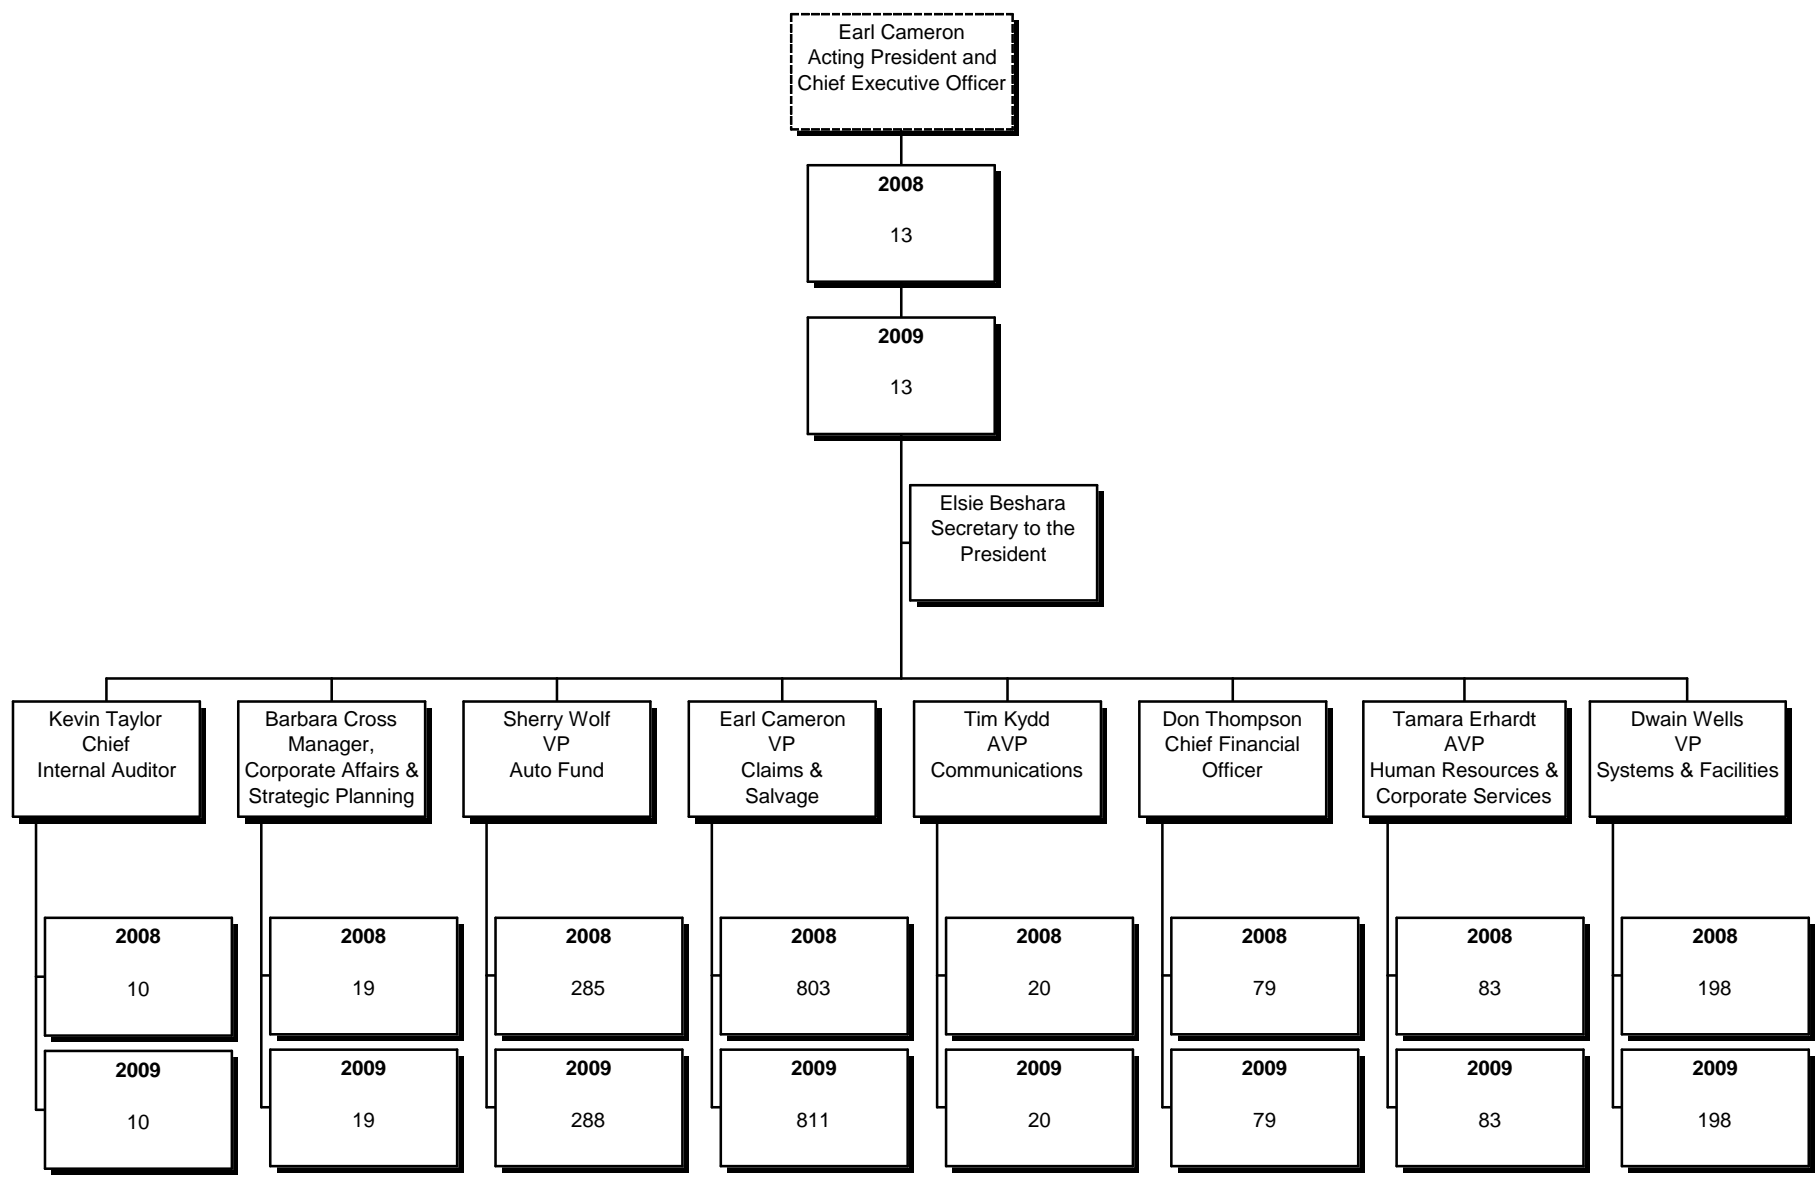 Earl Cameron
Acting President and
Chief Executive Officer
2008
13
2009
13
Elsie Beshara
Secretary to the
President
Kevin Taylor
Chief
Internal Auditor
Barbara Cross
Manager,
Corporate Affairs &
Strategic Planning
Sherry Wolf
VP
Auto Fund
Earl Cameron
VP
Claims &
Salvage
Tim Kydd
AVP
Communications
Don Thompson
Chief Financial
Officer
Tamara Erhardt
AVP
Human Resources &
Corporate Services
Dwain Wells
VP
Systems & Facilities
2008
10
2008
19
2008
285
2008
803
2008
20
2008
79
2008
83
2008
198
2009
10
2009
19
2009
288
2009
811
2009
20
2009
79
2009
83
2009
198